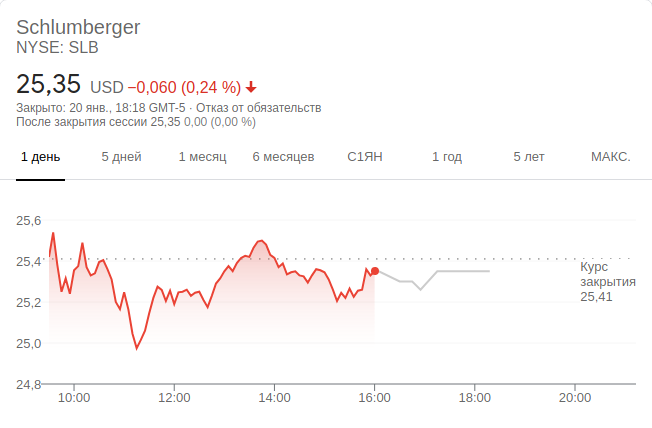 Schlumberger
NYSE: SLB
25,35 USD −0,060 (0,24 %)
Закрыто: 20 янв., 18:18 GMT-5 · Отказ от обязательств
После закрытия сессии 25,35 0,00 (0,00 %)
1 день 5 дней 1 месяц 6 месяцев С1ЯН 1 год 5 лет МАКС.
25,6
25,4
25,2
25,0
24,8
Курс
закрытия
25,41
10:00 12:00 14:00 16:00 18:00 20:00